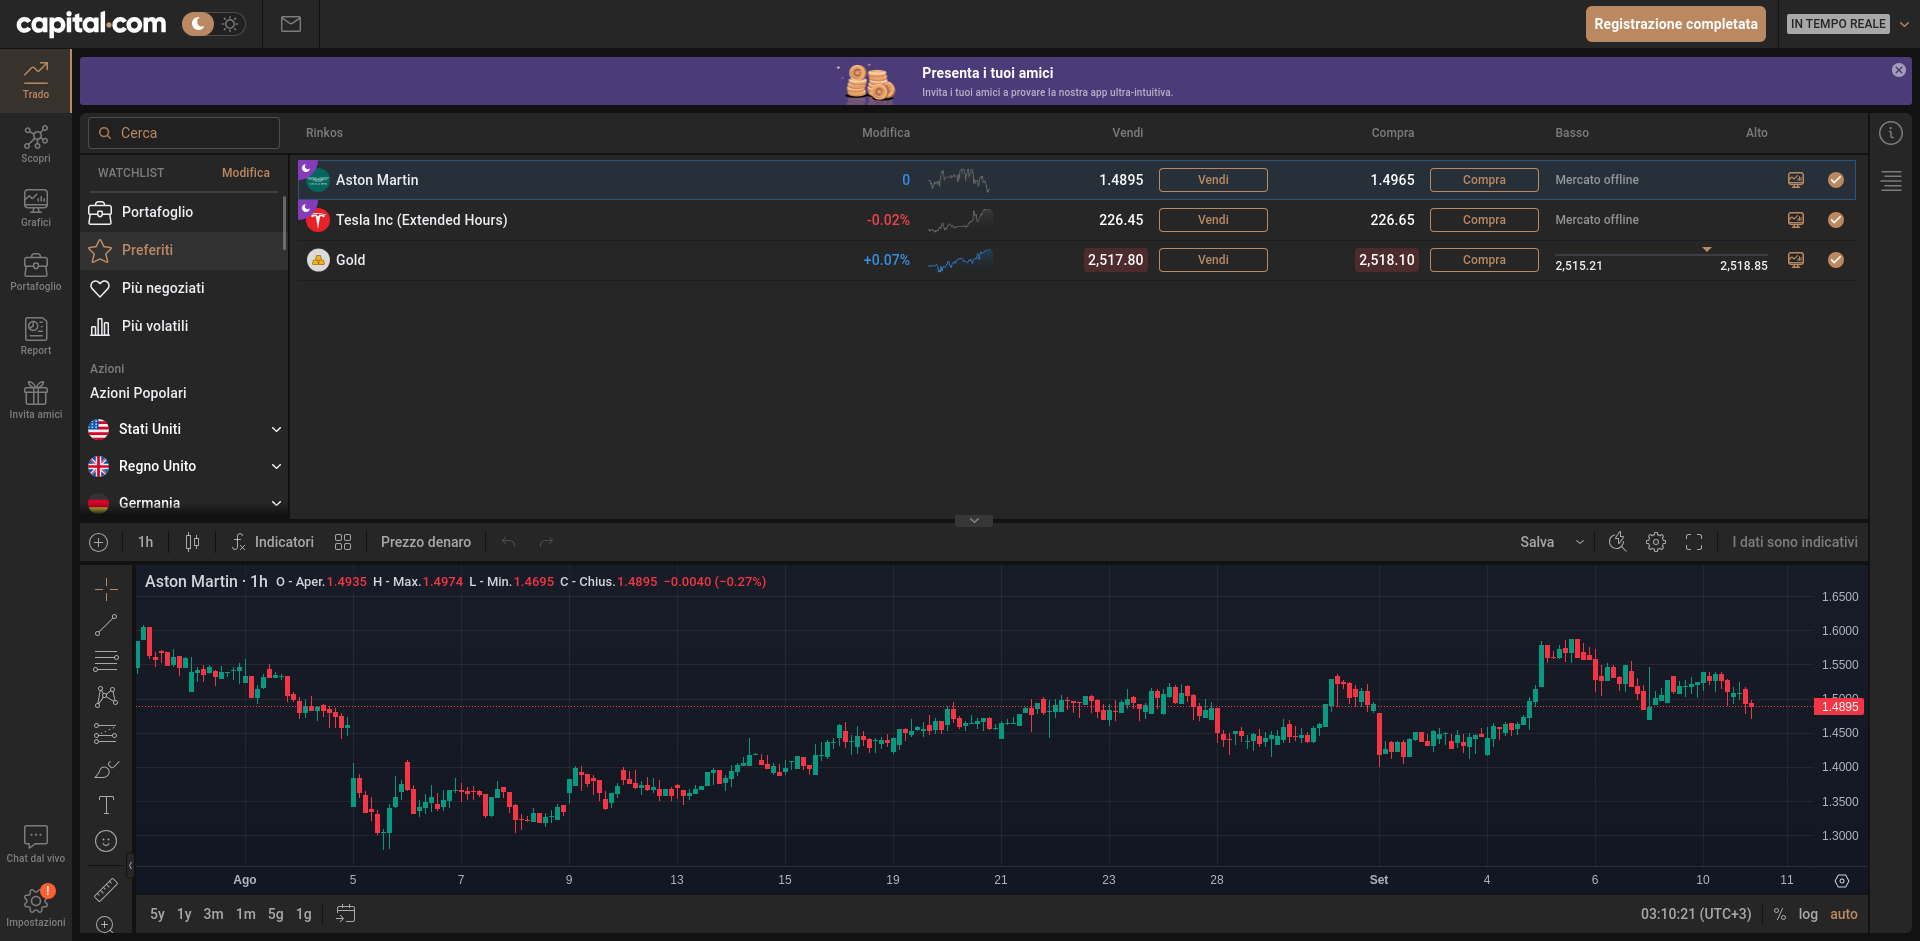 capital.com
Registrazione completata
IN TEMPO REALE
Trado
Scopri
Grafici
Portafoglio
Report
Invita amici
Chat dal vivo
!
Impostazioni
Presenta i tuoi amici
Invita i tuoi amici a provare la nostra app ultra-intuitiva.
Cerca
WATCHLIST Modifica
Portafoglio
Preferiti
Più negoziati
Più volatili
Azioni
Azioni Popolari
Stati Uniti
Regno Unito
Germania
Rinkos Modifica Vendi Compra Basso Alto
Aston Martin 0 1.4895 Vendi 1.4965 Compra Mercato offline
Tesla Inc (Extended Hours) -0.02% 226.45 Vendi 226.65 Compra Mercato offline
Gold +0.07% 2,517.80 Vendi 2,518.10 Compra 2,515.21 2,518.85
1h Indicatori Prezzo denaro Salva I dati sono indicativi
Aston Martin · 1h O - Aper.1.4935 H - Max.1.4974 L - Min.1.4695 C - Chius.1.4895 −0.0040 (−0.27%)
1.6500
1.6000
1.5500
1.5000
1.4895
1.4500
1.4000
1.3500
1.3000
Ago 5 7 9 13 15 19 21 23 28 Set 4 6 10 11
5y 1y 3m 1m 5g 1g 03:10:21 (UTC+3) % log auto